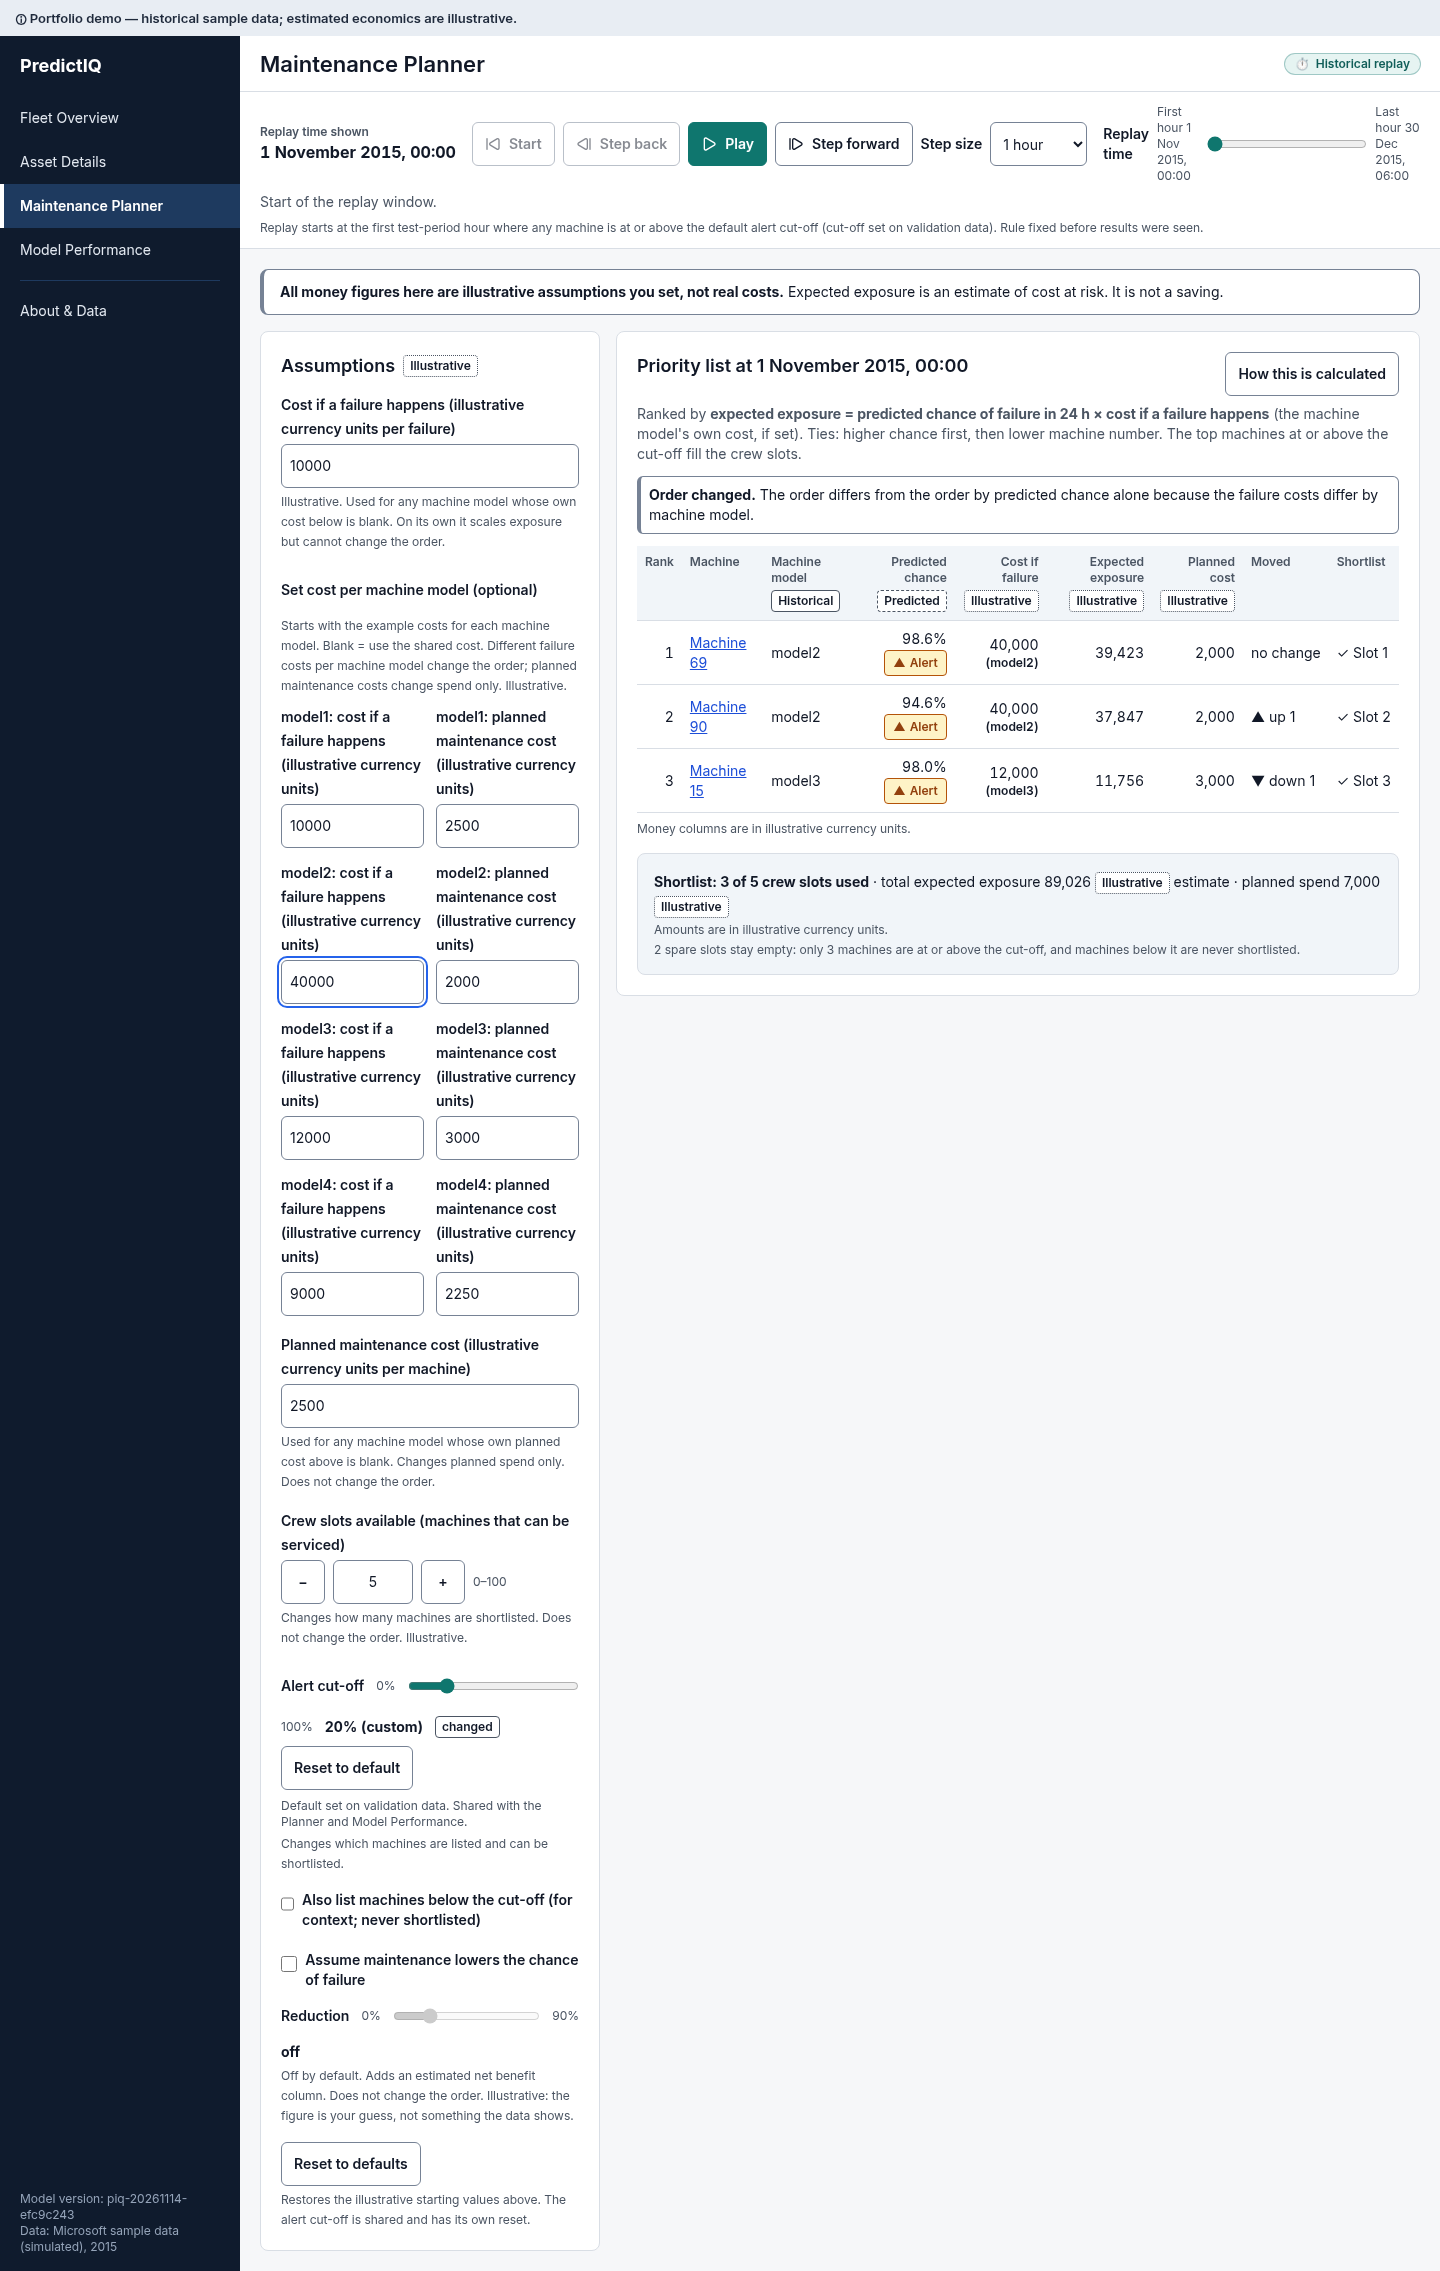 Portfolio demo — historical sample data; estimated economics are illustrative.
PredictIQ
Fleet Overview
Asset Details
Maintenance Planner
Model Performance
About & Data
Model version: piq-20261114-
efc9c243
Data: Microsoft sample data
(simulated), 2015
Maintenance Planner
Historical replay
Replay time shown
1 November 2015, 00:00
Start
Step back
Play
Step forward
Step size
1 hour
Replay
time
First
hour 1
Nov
2015,
00:00
Last
hour 30
Dec
2015,
06:00
Start of the replay window.
Replay starts at the first test-period hour where any machine is at or above the default alert cut-off (cut-off set on validation data). Rule fixed before results were seen.
All money figures here are illustrative assumptions you set, not real costs. Expected exposure is an estimate of cost at risk. It is not a saving.
Assumptions Illustrative
Cost if a failure happens (illustrative
currency units per failure)
10000
Illustrative. Used for any machine model whose own
cost below is blank. On its own it scales exposure
but cannot change the order.
Set cost per machine model (optional)
Starts with the example costs for each machine
model. Blank = use the shared cost. Different failure
costs per machine model change the order; planned
maintenance costs change spend only. Illustrative.
model1: cost if a
failure happens
(illustrative currency
units)
10000
model1: planned
maintenance cost
(illustrative currency
units)
2500
model2: cost if a
failure happens
(illustrative currency
units)
40000
model2: planned
maintenance cost
(illustrative currency
units)
2000
model3: cost if a
failure happens
(illustrative currency
units)
12000
model3: planned
maintenance cost
(illustrative currency
units)
3000
model4: cost if a
failure happens
(illustrative currency
units)
9000
model4: planned
maintenance cost
(illustrative currency
units)
2250
Planned maintenance cost (illustrative
currency units per machine)
2500
Used for any machine model whose own planned
cost above is blank. Changes planned spend only.
Does not change the order.
Crew slots available (machines that can be
serviced)
− 5 + 0–100
Changes how many machines are shortlisted. Does
not change the order. Illustrative.
Alert cut-off 0%
100% 20% (custom) changed
Reset to default
Default set on validation data. Shared with the
Planner and Model Performance.
Changes which machines are listed and can be
shortlisted.
Also list machines below the cut-off (for
context; never shortlisted)
Assume maintenance lowers the chance
of failure
Reduction 0% 90%
off
Off by default. Adds an estimated net benefit
column. Does not change the order. Illustrative: the
figure is your guess, not something the data shows.
Reset to defaults
Restores the illustrative starting values above. The
alert cut-off is shared and has its own reset.
Priority list at 1 November 2015, 00:00
How this is calculated
Ranked by expected exposure = predicted chance of failure in 24 h × cost if a failure happens (the machine
model's own cost, if set). Ties: higher chance first, then lower machine number. The top machines at or above the
cut-off fill the crew slots.
Order changed. The order differs from the order by predicted chance alone because the failure costs differ by
machine model.
Rank
Machine
Machine
model
Historical
Predicted
chance
Predicted
Cost if
failure
Illustrative
Expected
exposure
Illustrative
Planned
cost
Illustrative
Moved
Shortlist
1
Machine
69
model2
98.6%
▲ Alert
40,000
(model2)
39,423
2,000
no change
✓ Slot 1
2
Machine
90
model2
94.6%
▲ Alert
40,000
(model2)
37,847
2,000
▲ up 1
✓ Slot 2
3
Machine
15
model3
98.0%
▲ Alert
12,000
(model3)
11,756
3,000
▼ down 1
✓ Slot 3
Money columns are in illustrative currency units.
Shortlist: 3 of 5 crew slots used · total expected exposure 89,026 Illustrative estimate · planned spend 7,000
Illustrative
Amounts are in illustrative currency units.
2 spare slots stay empty: only 3 machines are at or above the cut-off, and machines below it are never shortlisted.